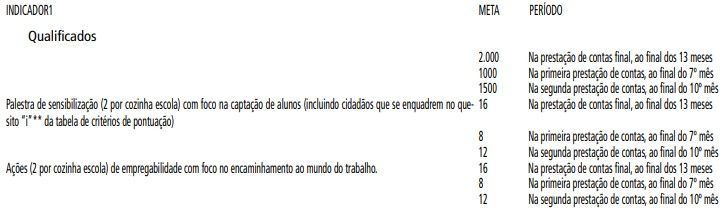 INDICADOR1 META PERÍODO
Qualificados
2.000 Na prestação de contas final, ao final dos 13 meses
1000 Na primeira prestação de contas, ao final do 7º mês
1500 Na segunda prestação de contas, ao final do 10º mês
Palestra de sensibilização (2 por cozinha escola) com foco na captação de alunos (incluindo cidadãos que se enquadrem no que- 16 Na prestação de contas final, ao final dos 13 meses
sito “i”** da tabela de critérios de pontuação)
8 Na primeira prestação de contas, ao final do 7º mês
12 Na segunda prestação de contas, ao final do 10º mês
Ações (2 por cozinha escola) de empregabilidade com foco no encaminhamento ao mundo do trabalho. 16 Na prestação de contas final, ao final dos 13 meses
8 Na primeira prestação de contas, ao final do 7º mês
12 Na segunda prestação de contas, ao final do 10º mês